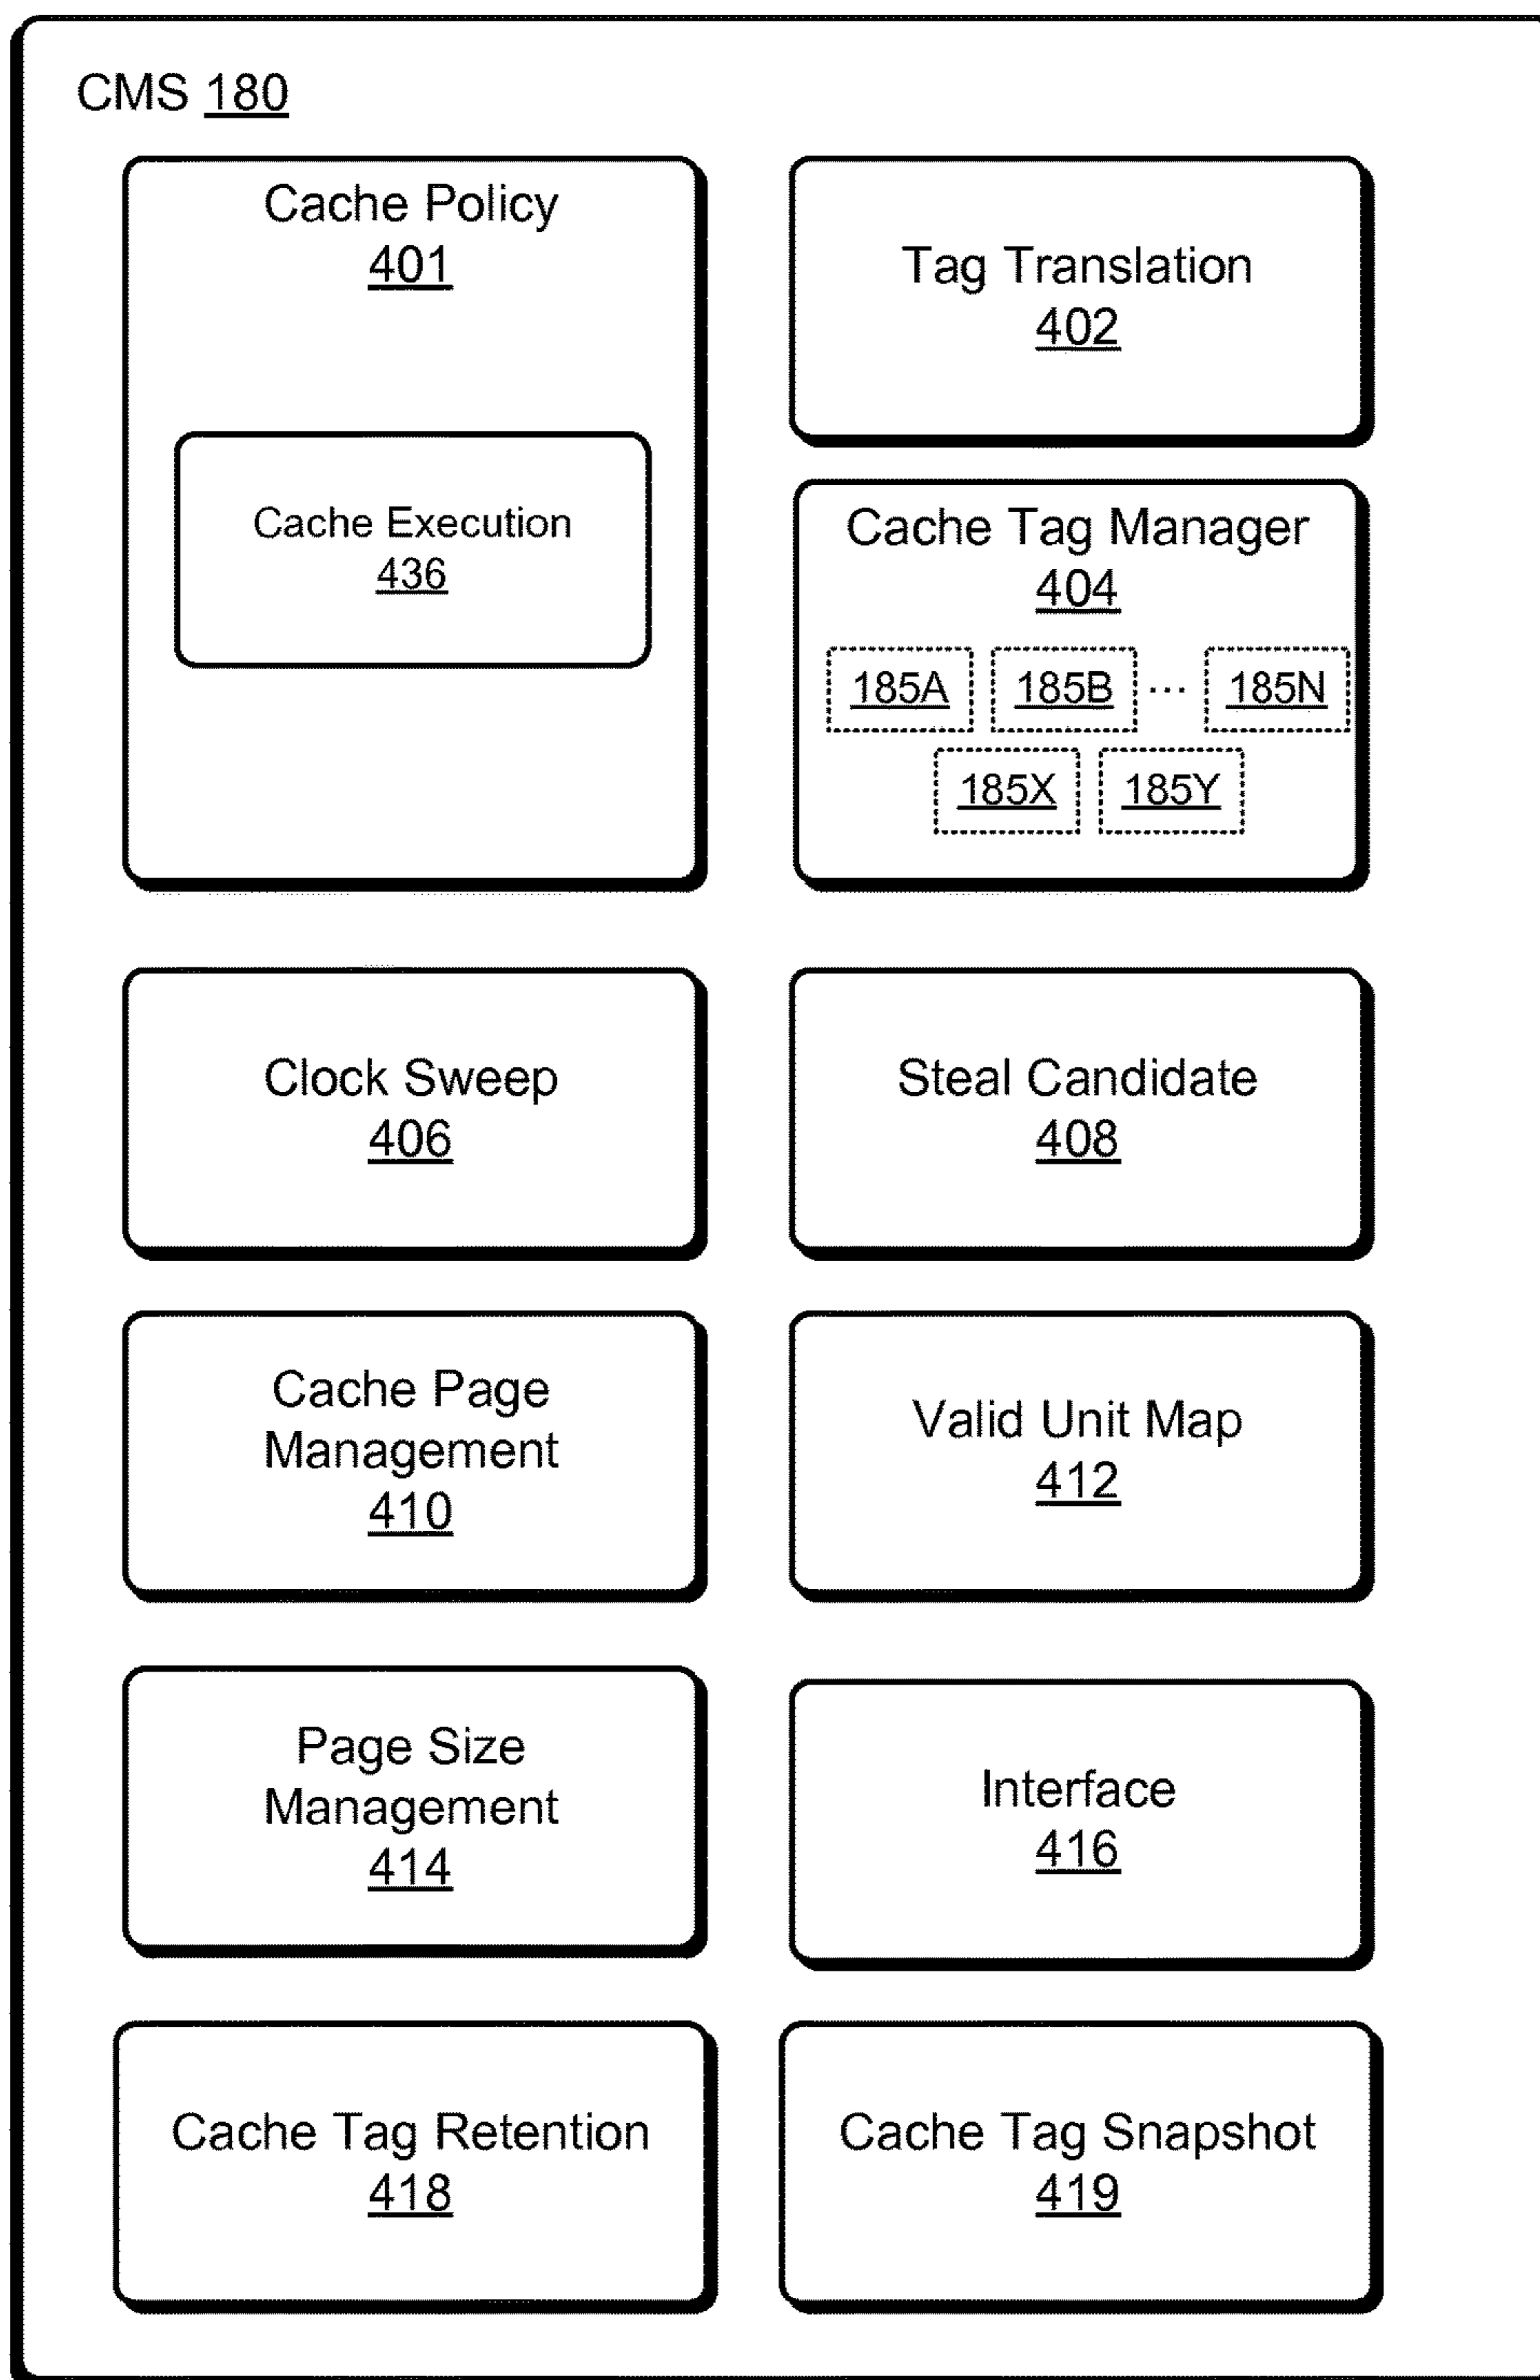 CMS 180
Cache Policy
401
Cache Execution
436
Tag Translation
402
Cache Tag Manager
404
185A 185B ... 185N
185X 185Y
Clock Sweep
406
Steal Candidate
408
Cache Page
Management
410
Valid Unit Map
412
Page Size
Management
414
Interface
416
Cache Tag Retention
418
Cache Tag Snapshot
419